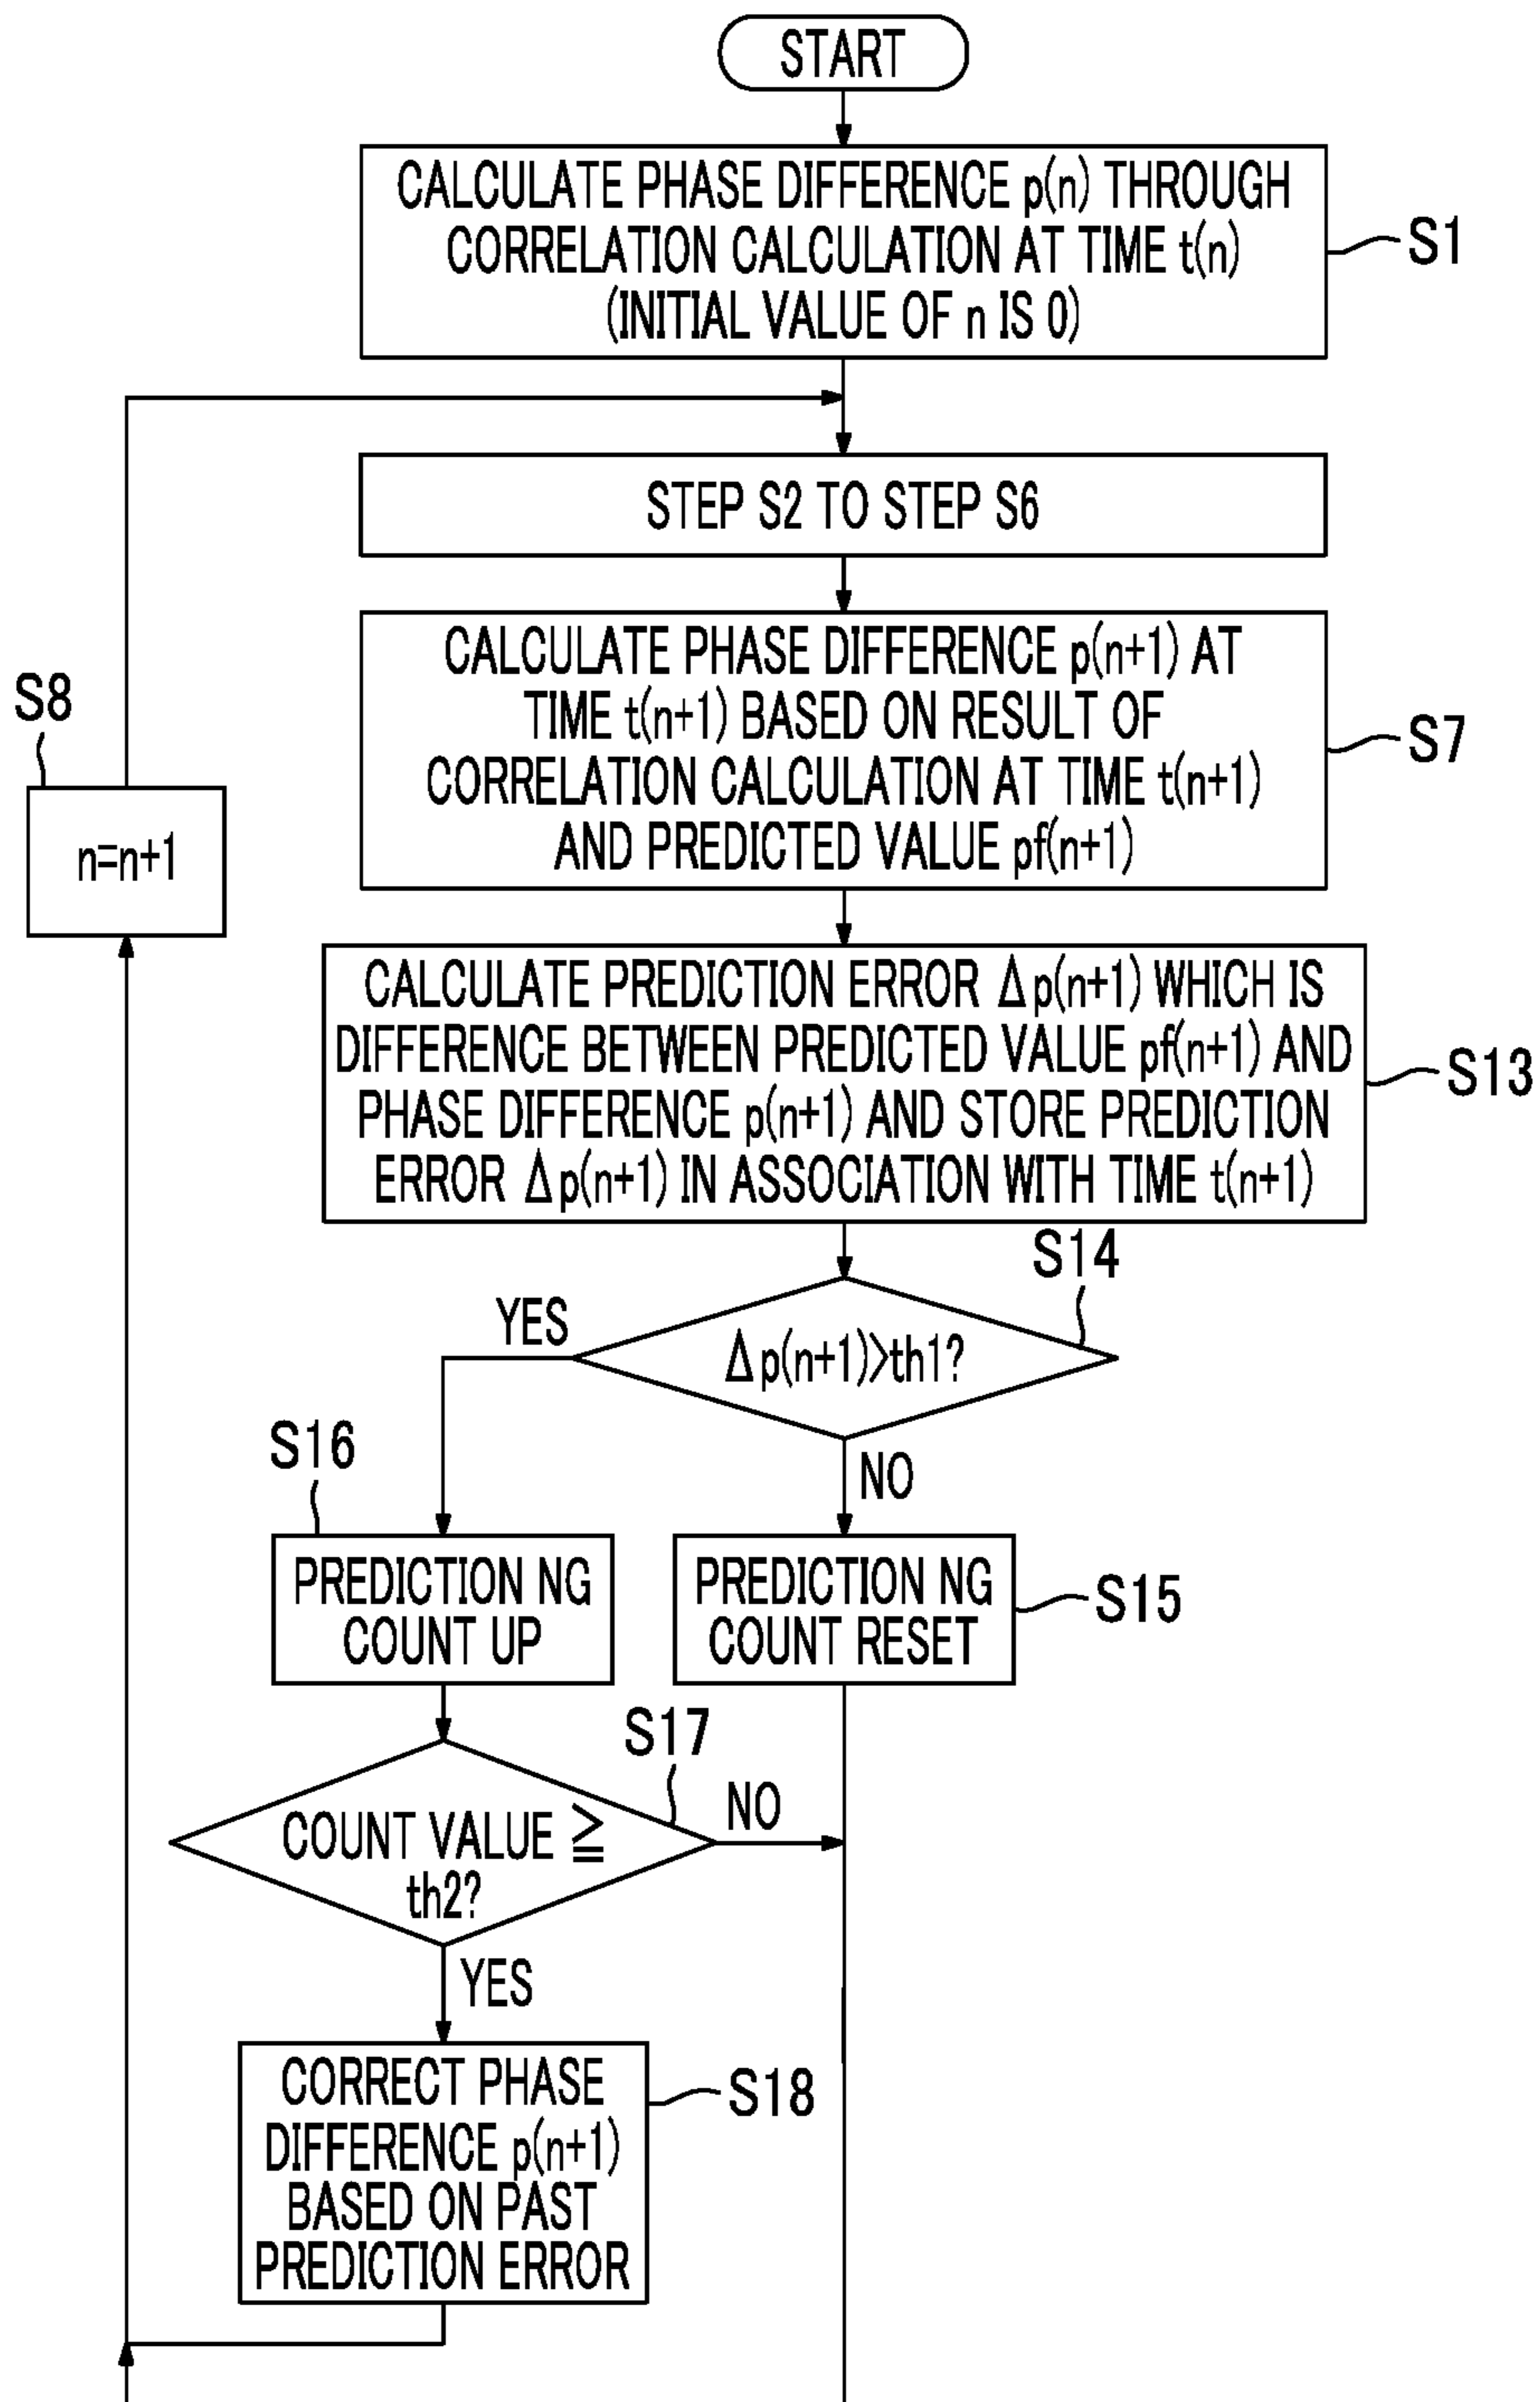 START
CALCULATE PHASE DIFFERENCE p(n) THROUGH
CORRELATION CALCULATION AT TIME t(n)
(INITIAL VALUE OF n IS 0)
S1
STEP S2 TO STEP S6
CALCULATE PHASE DIFFERENCE p(n+1) AT
TIME t(n+1) BASED ON RESULT OF
CORRELATION CALCULATION AT TIME t(n+1)
AND PREDICTED VALUE pf(n+1)
S7
S8
n=n+1
CALCULATE PREDICTION ERROR Δp(n+1) WHICH IS
DIFFERENCE BETWEEN PREDICTED VALUE pf(n+1) AND
PHASE DIFFERENCE p(n+1) AND STORE PREDICTION
ERROR Δp(n+1) IN ASSOCIATION WITH TIME t(n+1)
S13
S14
YES
Δp(n+1)>th1?
NO
S16
PREDICTION NG
COUNT UP
PREDICTION NG
COUNT RESET
S15
S17
COUNT VALUE ≧
th2?
NO
YES
CORRECT PHASE
DIFFERENCE p(n+1)
BASED ON PAST
PREDICTION ERROR
S18